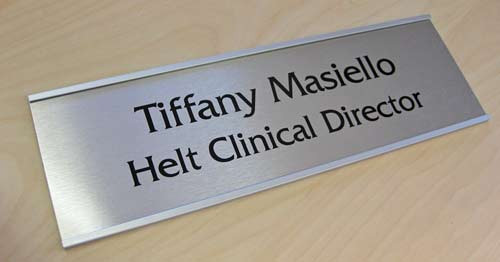 Tiffany Masiello
Helt Clinical Director